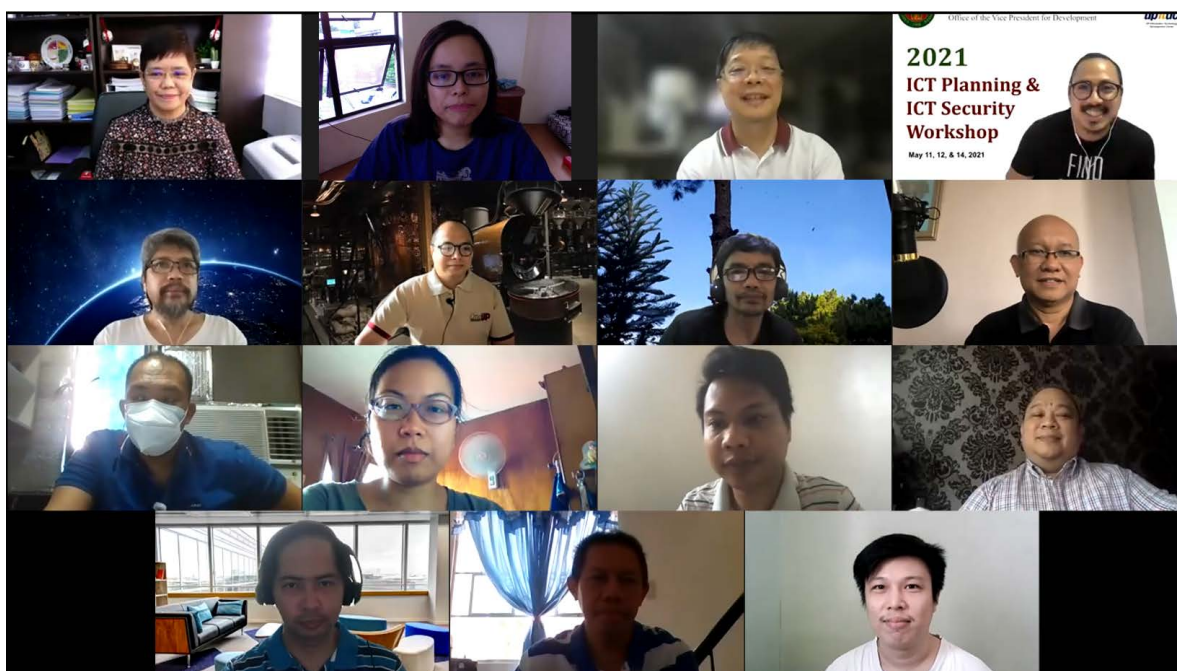 Office of the Vice President for Development
2021
ICT Planning &
ICT Security
Workshop
May 11, 12, & 14, 2021
FIND